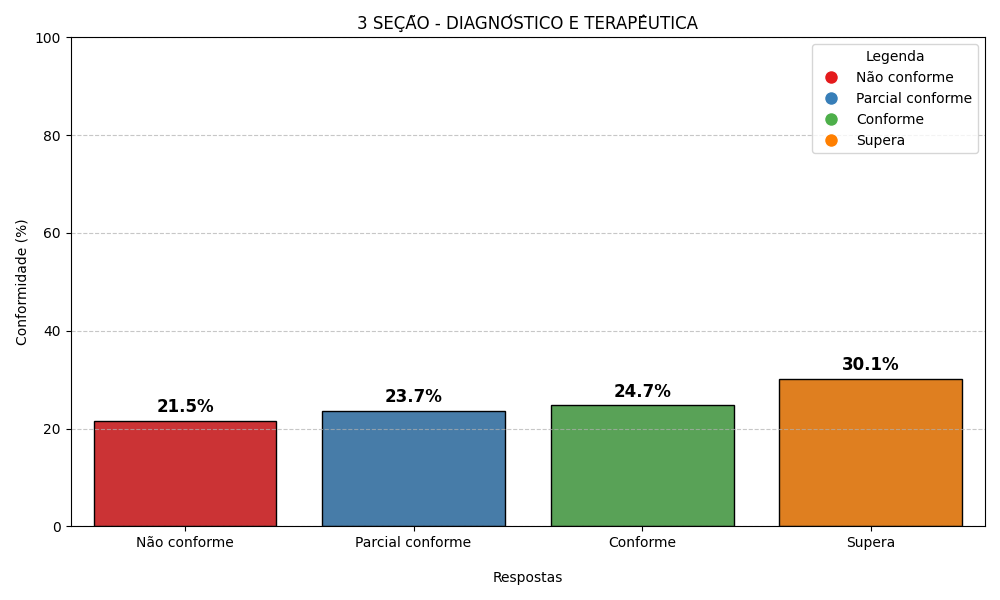 3 SEÇÃO - DIAGNÓSTICO E TERAPÊUTICA
Conformidade (%)
100
80
60
40
20
0
Legenda
Não conforme
Parcial conforme
Conforme
Supera
21.5%
23.7%
24.7%
30.1%
Não conforme
Parcial conforme
Conforme
Supera
Respostas